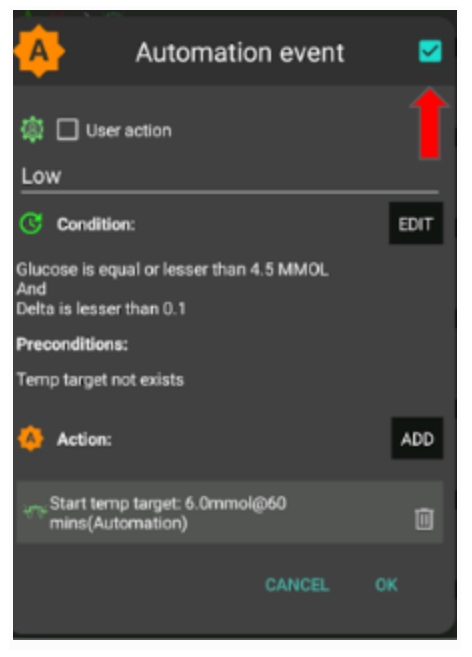 A
Automation event
User action
Low
Condition:
EDIT
Glucose is equal or lesser than 4.5 MMOL
And
Delta is lesser than 0.1
Preconditions:
Temp target not exists
A
Action:
ADD
Start temp target: 6.0mmol@60
mins(Automation)
CANCEL
OK